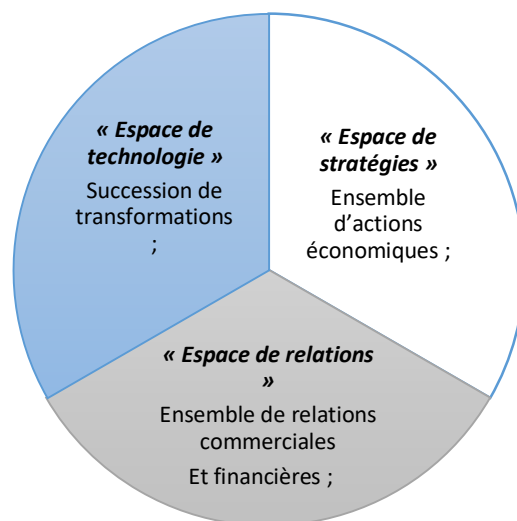 « Espace de
technologie »
Succession de
transformations
;
« Espace de
stratégies »
Ensemble
d’actions
économiques ;
« Espace de relations
»
Ensemble de relations
commerciales
Et financières ;